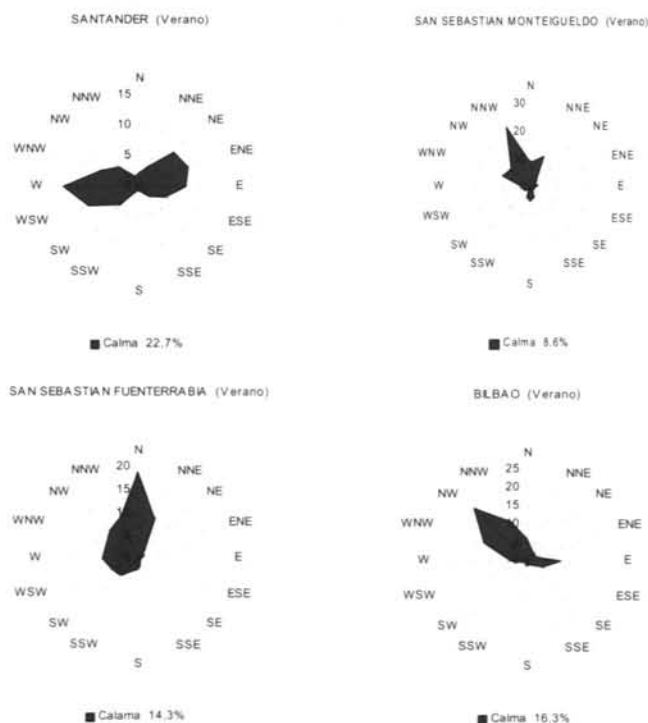 SANTANDER (Verano)
N
NNW 15 NNE
NW 10 NE
WNW 5 ENE
0
W E
WSW ESE
SW SE
SSW SSE
S
Calma 22,7%
SAN SEBASTIAN MONTEIGUELDO (Verano)
N
30
NNW NNE
NW 20 NE
WNW ENE
W E
WSW ESE
SW SE
SSW SSE
S
Calma 8.6%
SAN SEBASTIAN FUENTERRABIA (Verano)
N
NNW 20 NNE
NW 15 NE
WNW ENE
W E
WSW ESE
SW SE
SSW SSE
S
Calama 14,3%
BILBAO (Verano)
N
NNW 25 NNE
NW 20 NE
15
WNW ENE
W E
WSW ESE
SW SE
SSW SSE
S
Calma 16.3%